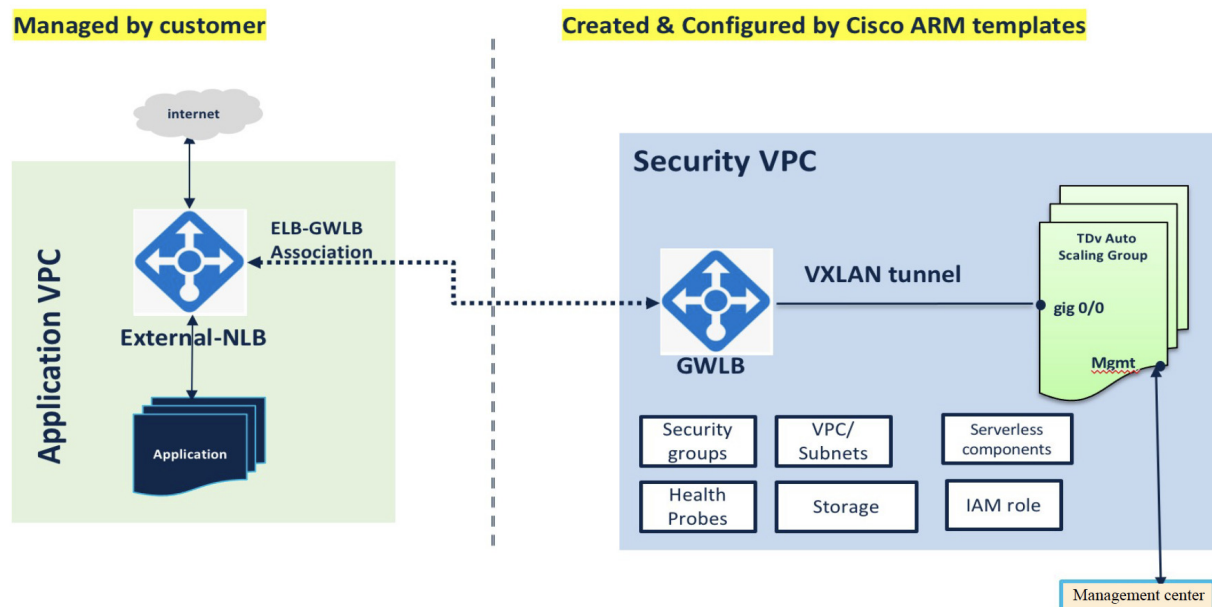 Managed by customer
Created & Configured by Cisco ARM templates
internet
Application VPC
ELB-GWLB
Association
External-NLB
Application
Security VPC
GWLB
VXLAN tunnel
TDv Auto
Scaling Group
gig 0/0
Mgmt
Security
groups
VPC/
Subnets
Serverless
components
Health
Probes
Storage
IAM role
Management center